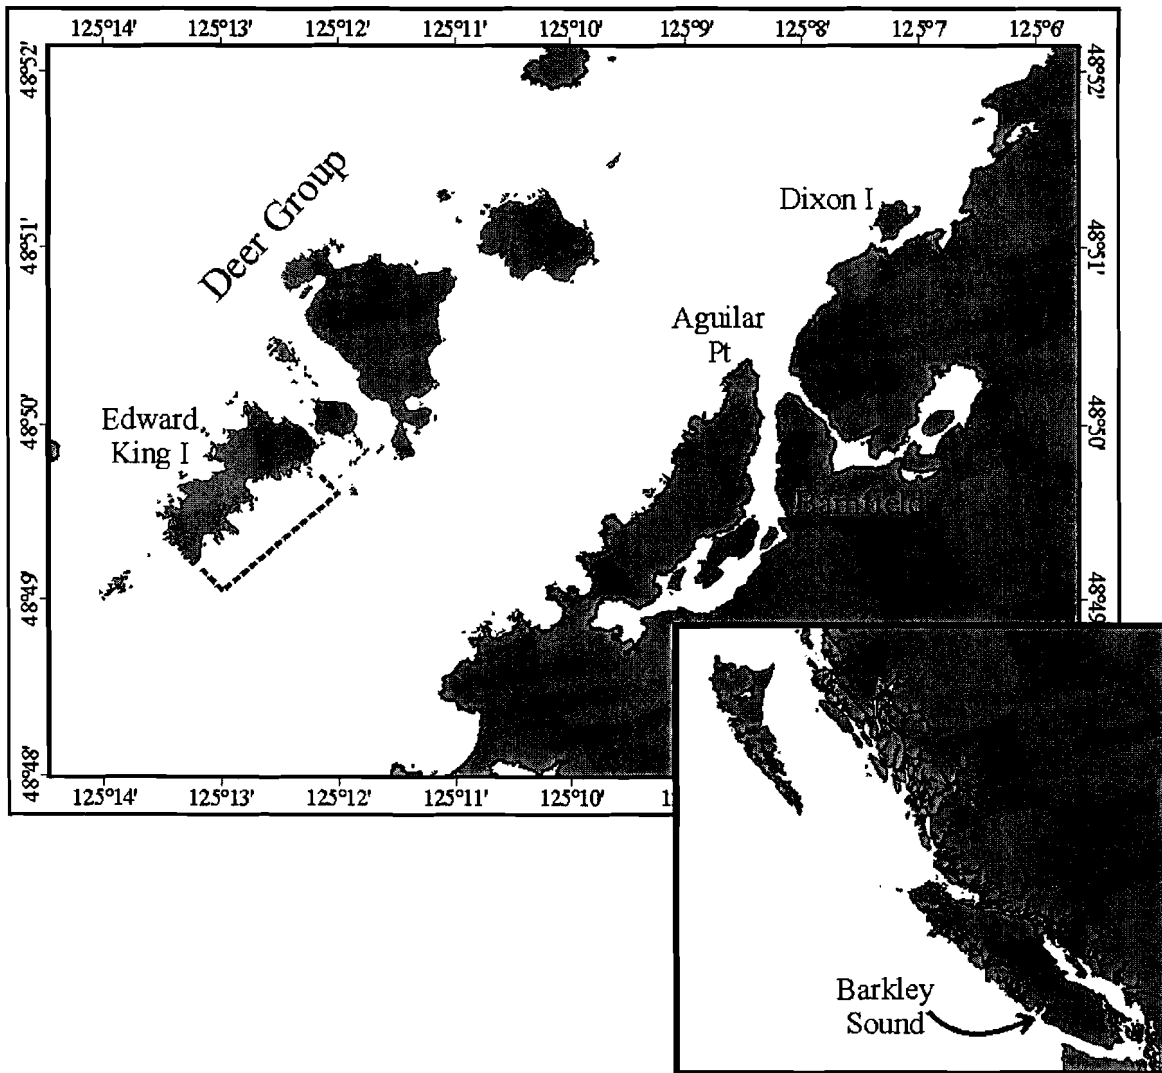 125°14' 125°13' 125°12' 125°11' 125°10' 125°9' 125°8' 125°7' 125°6'
48°52' 48°52'
Dixon I
Deer Group
48°51' 48°51'
Aguilar
Pt
Edward
King I
48°50' 48°50'
Bamfield
48°49' 48°49'
48°48'
125°14' 125°13' 125°12' 125°11' 125°10'
Barkley
Sound